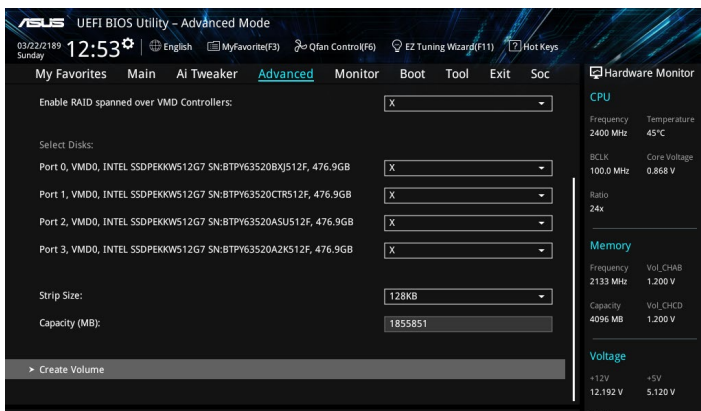 ASUS UEFI BIOS Utility – Advanced Mode
03/22/2189 Sunday 12:53 English MyFavorite(F3) Qfan Control(F6) EZ Tuning Wizard(F11) ? Hot Keys
My Favorites Main Ai Tweaker Advanced Monitor Boot Tool Exit Soc
Enable RAID spanned over VMD Controllers: X
Select Disks:
Port 0, VMD0, INTEL SSDPEKKW512G7 SN:BTPY63520BXJ512F, 476.9GB X
Port 1, VMD0, INTEL SSDPEKKW512G7 SN:BTPY63520CTR512F, 476.9GB X
Port 2, VMD0, INTEL SSDPEKKW512G7 SN:BTPY63520ASU512F, 476.9GB X
Port 3, VMD0, INTEL SSDPEKKW512G7 SN:BTPY63520A2K512F, 476.9GB X
Strip Size: 128KB
Capacity (MB): 1855851
> Create Volume
Hardware Monitor
CPU
Frequency Temperature
2400 MHz 45°C
BCLK Core Voltage
100.0 MHz 0.868 V
Ratio
24x
Memory
Frequency Vol_CHAB
2133 MHz 1.200 V
Capacity Vol_CHCD
4096 MB 1.200 V
Voltage
+12V +5V
12.192 V 5.120 V